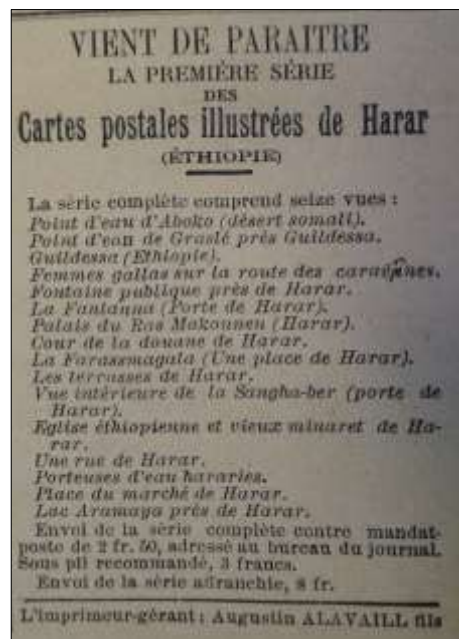 VIENT DE PARAITRE
LA PREMIÈRE SÉRIE
DES
Cartes postales illustrées de Harar
(ÉTHIOPIE)
La série complète comprend seize vues :
Point d'eau d'Aboko (désert somali).
Point d'eau de Graslé près Guildessa.
Guildessa (Ethiopie).
Femmes gallas sur la route des caravanes.
Fontaine publique près de Harar.
La Fantanna (Porte de Harar).
Palais du Ras Makonnen (Harar).
Cour de la douane de Harar.
La Farassmagala (Une place de Harar).
Les terrasses de Harar.
Vue intérieure de la Sangha-ber (porte de
Harar).
Eglise éthiopienne et vieux minaret de Ha-
rar.
Une rue de Harar.
Porteuses d'eau hararies.
Place du marché de Harar.
Lac Aramaya près de Harar.
Envoi de la série complète contre mandat-
poste de 2 fr. 50, adressé au bureau du journal.
Sous pli recommandé, 3 francs.
Envoi de la série affranchie, fr.
L'imprimeur-gérant : Augustin ALAVAILL fils